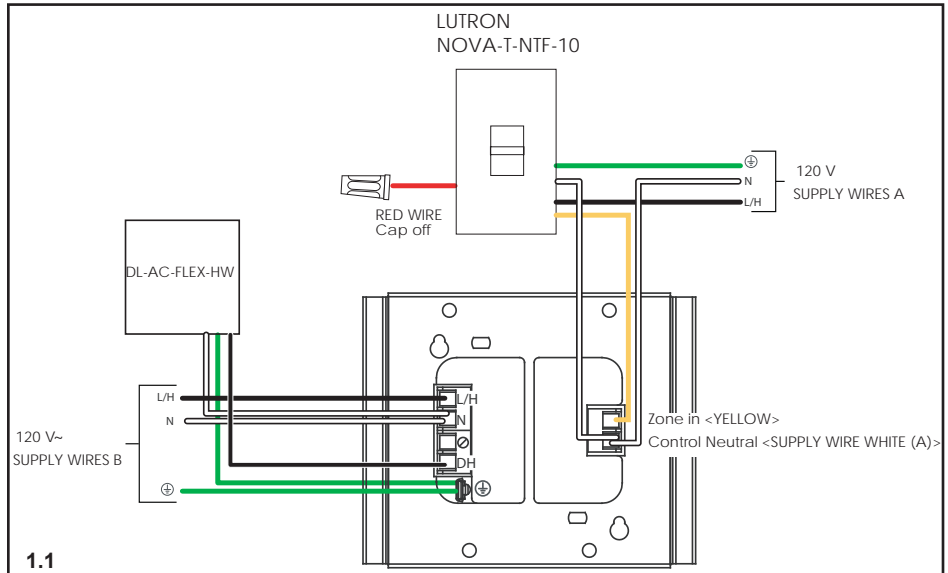 LUTRON
NOVA-T-NTF-10
RED WIRE
Cap off
⏚
N
L/H
120 V
SUPPLY WIRES A
DL-AC-FLEX-HW
L/H
N
⏚
120 V~
SUPPLY WIRES B
L/H
N
DH
⏚
Zone in <YELLOW>
Control Neutral <SUPPLY WIRE WHITE (A)>
1.1